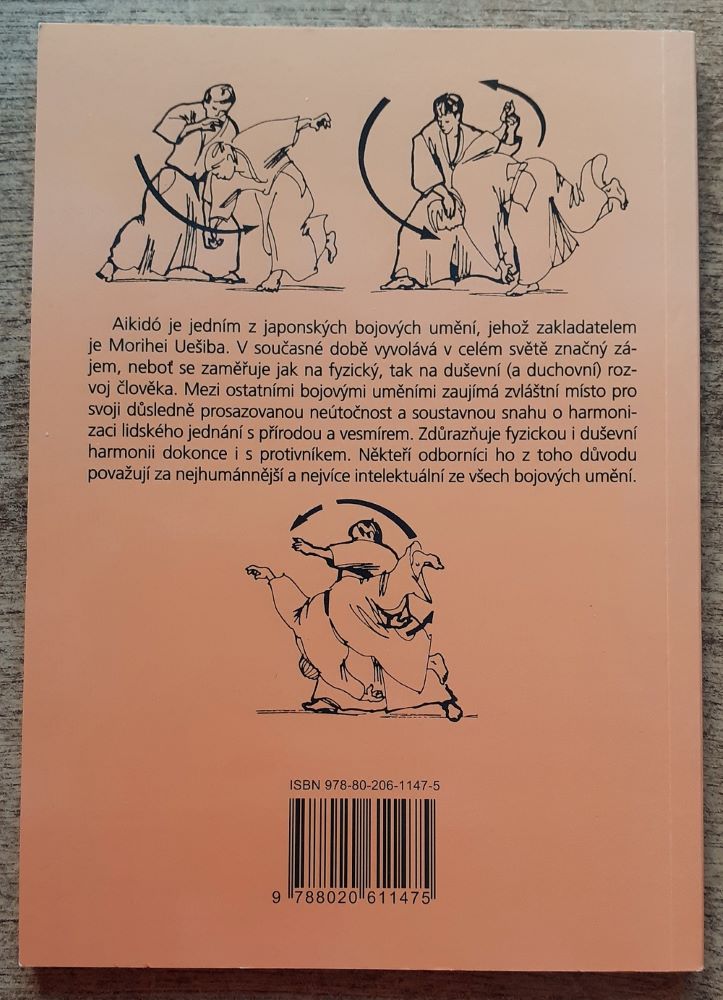 Aikidó je jedním z japonských bojových umění, jehož zakladatelem
je Morihei Uešiba. V současné době vyvolává v celém světě značný zá-
jem, neboť se zaměřuje jak na fyzický, tak na duševní (a duchovní) roz-
voj člověka. Mezi ostatními bojovými uměními zaujímá zvláštní místo pro
svoji důsledně prosazovanou neútočnost a soustavnou snahu o harmoni-
zaci lidského jednání s přírodou a vesmírem. Zdůrazňuje fyzickou i duševní
harmonii dokonce i s protivníkem. Někteří odborníci ho z toho důvodu
považují za nejhumánnější a nejvíce intelektuální ze všech bojových umění.
ISBN 978-80-206-1147-5
9 788020 611475